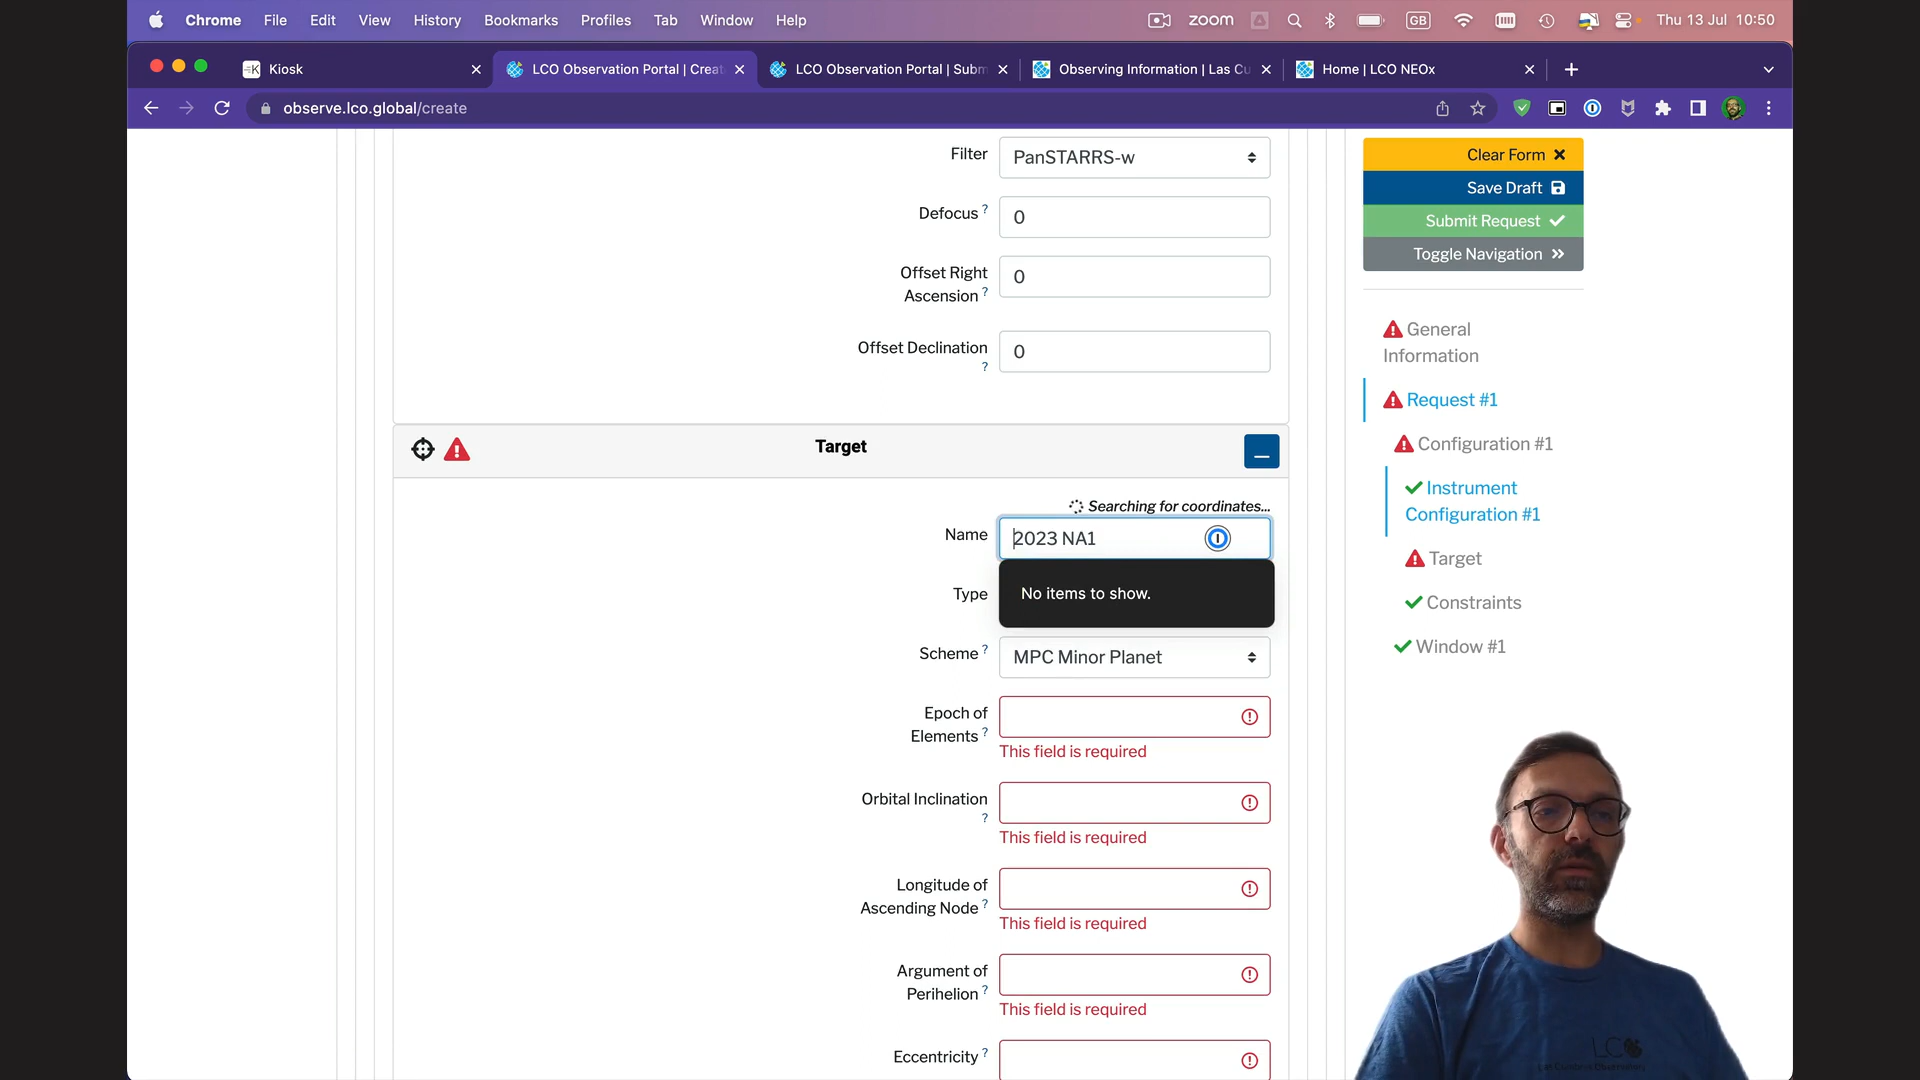 Chrome File Edit View History Bookmarks Profiles Tab Window Help zoom GB Thu 13 Jul 10:50
Kiosk LCO Observation Portal | Creat LCO Observation Portal | Subm Observing Information | Las Cu Home | LCO NEOx
observe.lco.global/create
Filter PanSTARRS-w
Defocus ? 0
Offset Right
Ascension ? 0
Offset Declination
? 0
Target
Searching for coordinates...
Name 2023 NA1
No items to show.
Type
Scheme ? MPC Minor Planet
Epoch of
Elements ?
This field is required
Orbital Inclination
?
This field is required
Longitude of
Ascending Node ?
This field is required
Argument of
Perihelion ?
This field is required
Eccentricity ?
Clear Form
Save Draft
Submit Request
Toggle Navigation
General
Information
Request #1
Configuration #1
Instrument
Configuration #1
Target
Constraints
Window #1
LCO
Las Cumbres Observatory